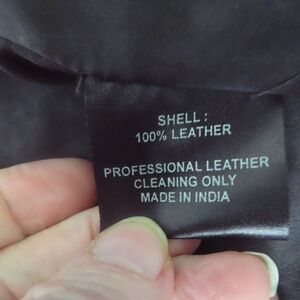 SHELL :
100% LEATHER
PROFESSIONAL LEATHER
CLEANING ONLY
MADE IN INDIA